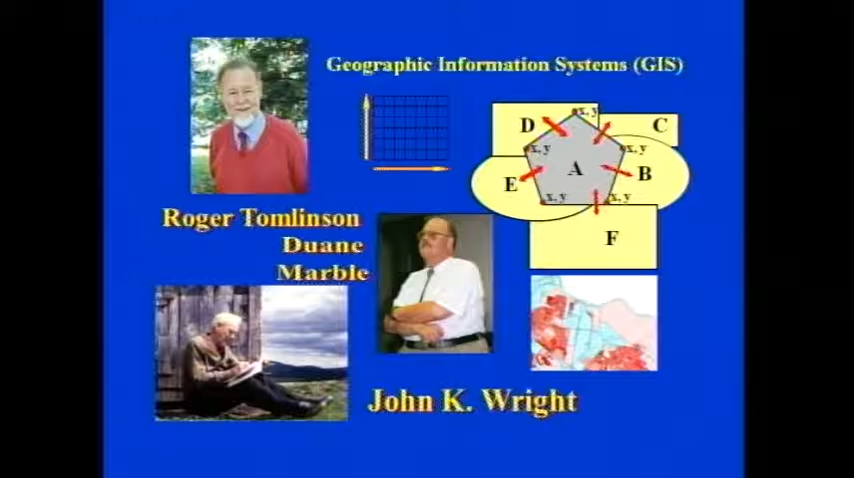 Geographic Information Systems (GIS)
x, y
D
C
x, y
x, y
A
B
E
x, y
x, y
F
Roger Tomlinson
Duane
Marble
John K. Wright